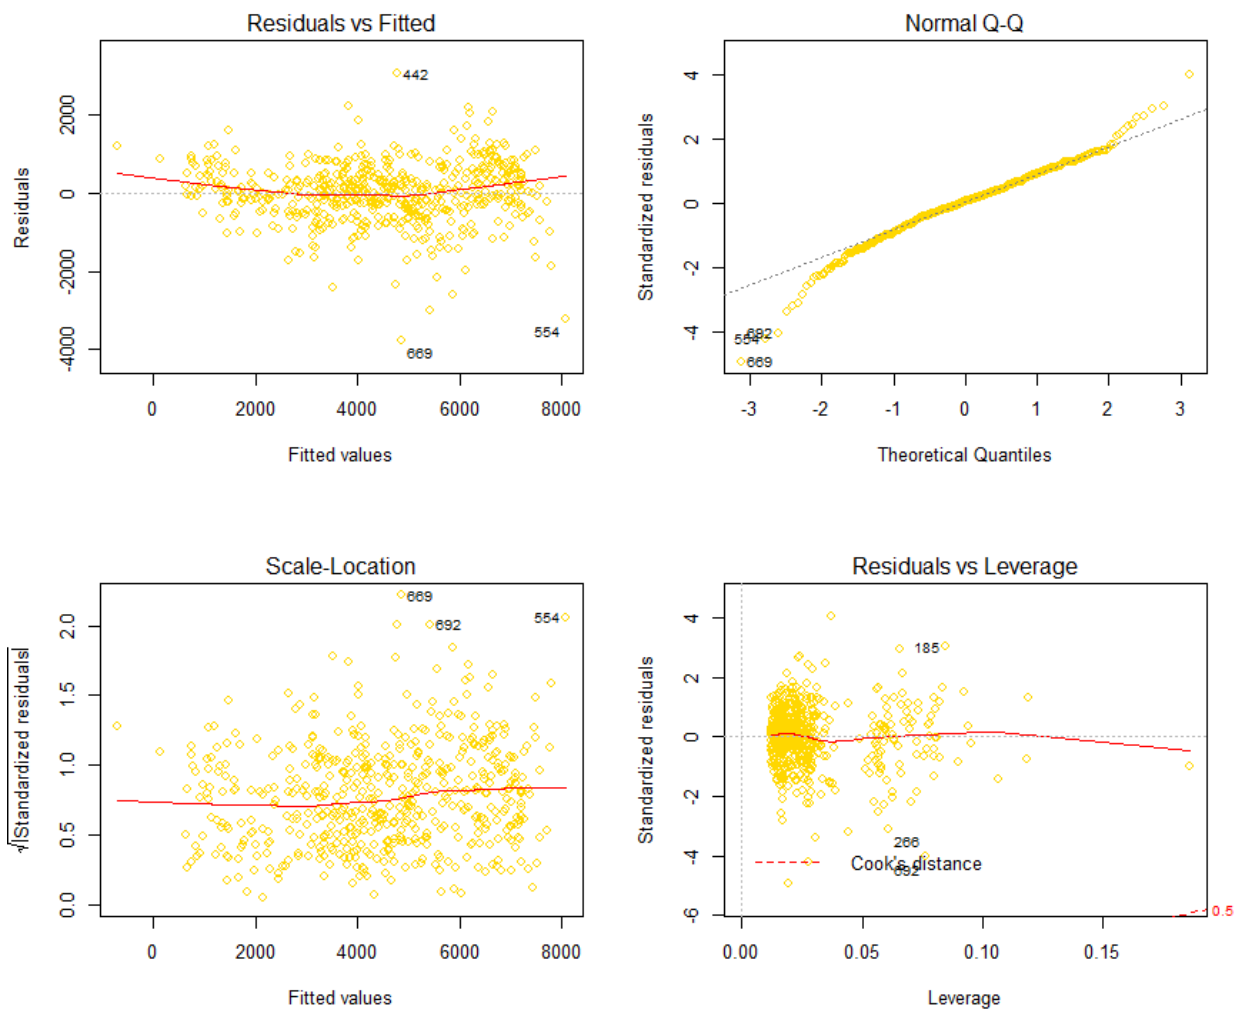 Residuals vs Fitted
442
669
554
2000
0
-2000
-4000
Residuals
0 2000 4000 6000 8000
Fitted values
Normal Q-Q
692
554
669
4
2
0
-2
-4
Standardized residuals
-3 -2 -1 0 1 2 3
Theoretical Quantiles
Scale-Location
669
692
554
2.0
1.5
1.0
0.5
0.0
√|Standardized residuals|
0 2000 4000 6000 8000
Fitted values
Residuals vs Leverage
185
266
692
Cook's distance
0.5
4
2
0
-2
-4
-6
Standardized residuals
0.00 0.05 0.10 0.15
Leverage